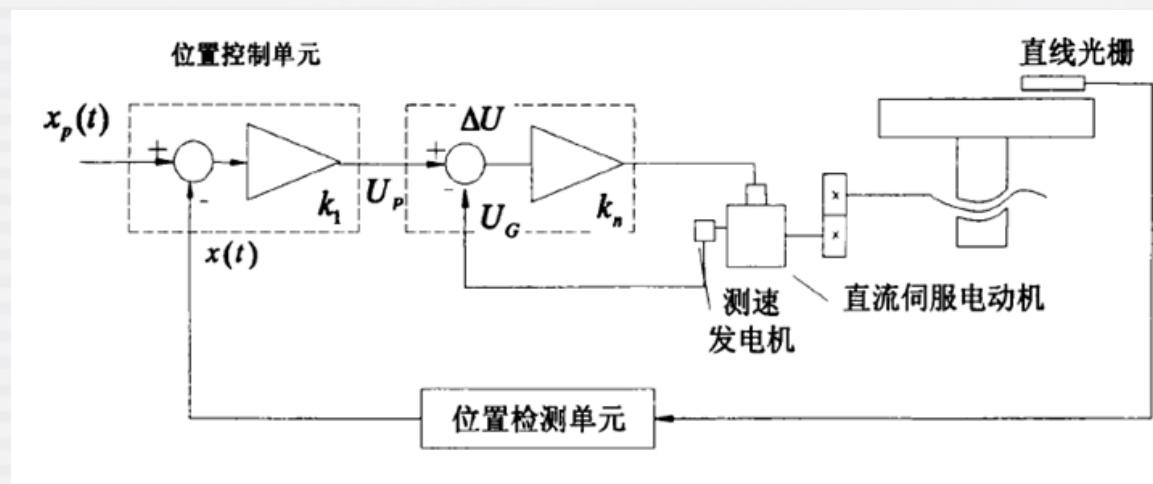 位置控制单元
直线光栅
x_p(t)
+
-
k_1
U_P
ΔU
+
-
U_G
k_n
x(t)
x
x
测速
发电机
直流伺服电动机
位置检测单元